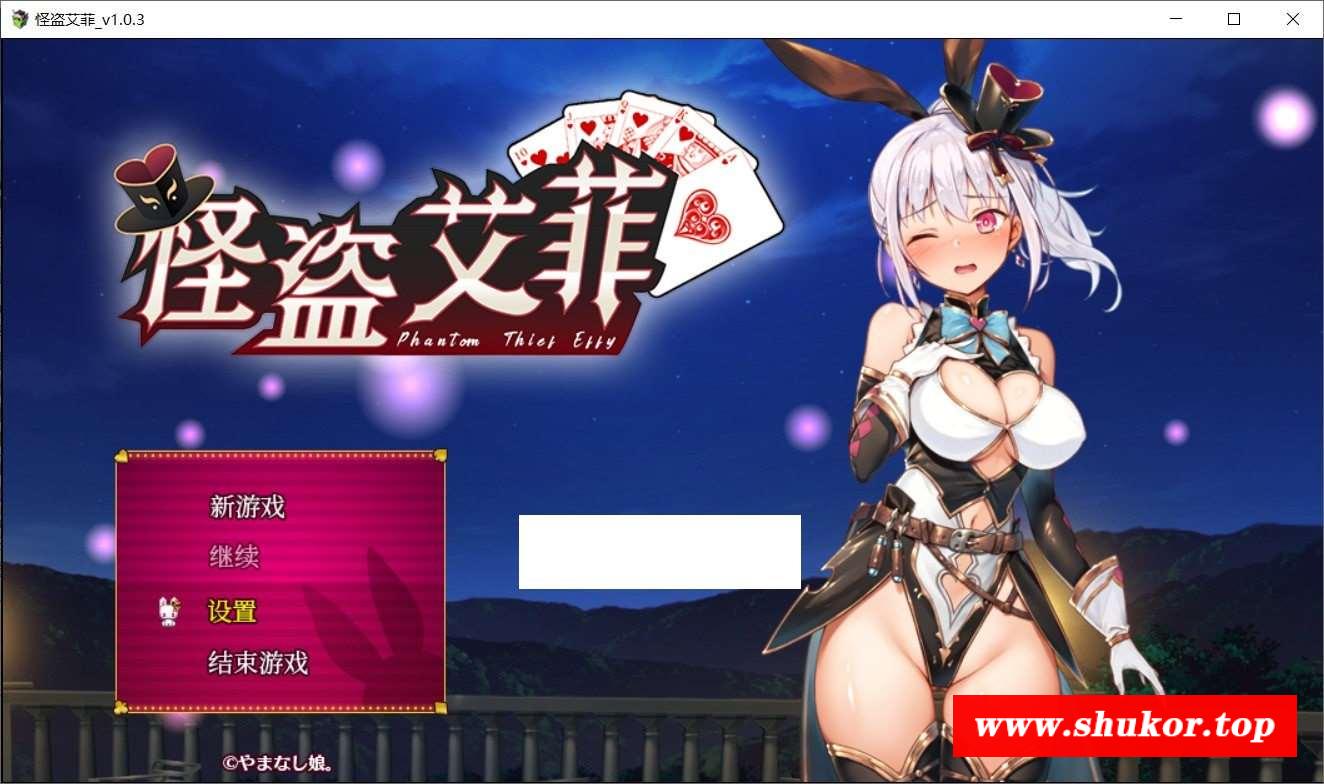 怪盗艾菲_v1.0.3
10 J Q K A
怪盗艾菲
Phantom Thief Effy
新游戏
继续
设置
结束游戏
©やまなし娘。
www.shukor.top